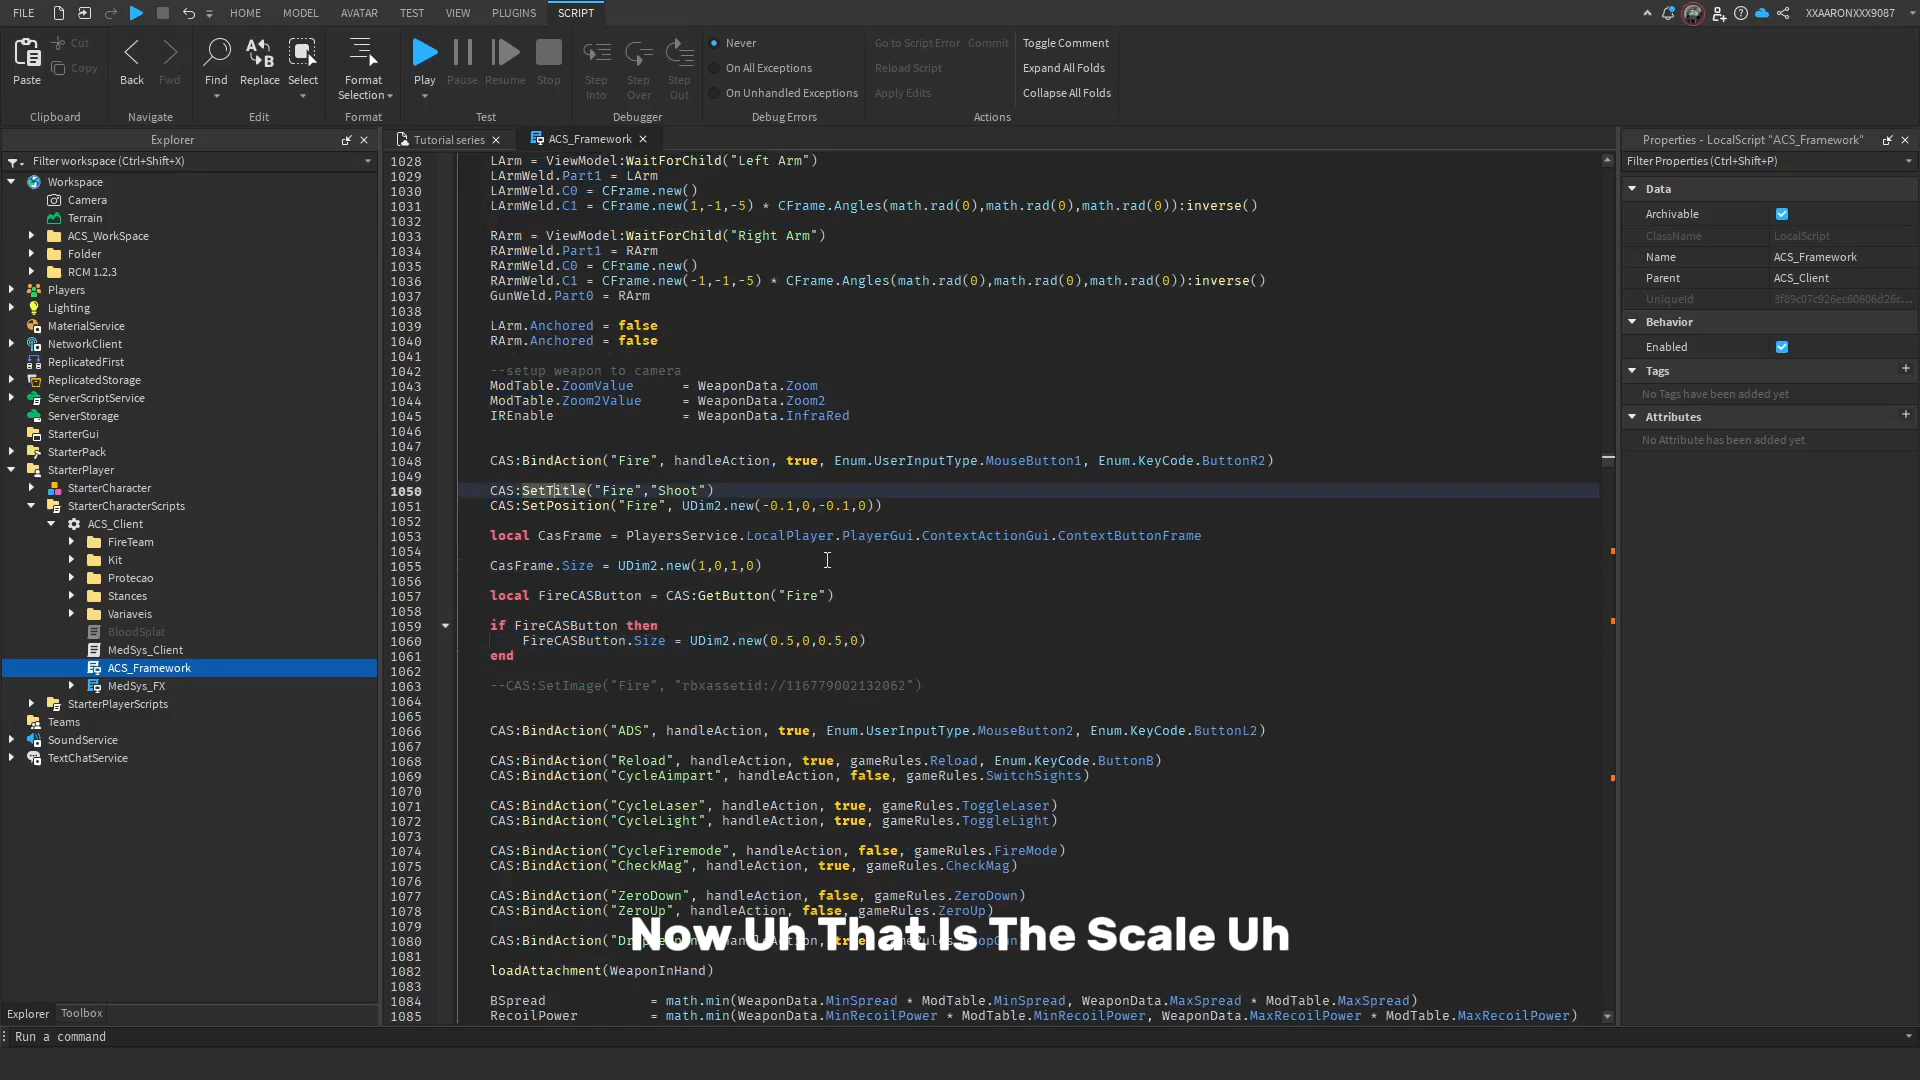 FILE HOME MODEL AVATAR TEST VIEW PLUGINS SCRIPT XXAARONXXX9087
Paste Cut Copy Back Fwd Find Replace Select Format Selection Play Pause Resume Stop Step Into Step Over Step Out
Never
On All Exceptions
On Unhandled Exceptions
Go to Script Error Commit
Reload Script
Apply Edits
Toggle Comment
Expand All Folds
Collapse All Folds
Clipboard Navigate Edit Format Test Debugger Debug Errors Actions
Explorer
Filter workspace (Ctrl+Shift+X)
Workspace
Camera
Terrain
ACS_WorkSpace
Folder
RCM 1.2.3
Players
Lighting
MaterialService
NetworkClient
ReplicatedFirst
ReplicatedStorage
ServerScriptService
ServerStorage
StarterGui
StarterPack
StarterPlayer
StarterCharacter
StarterCharacterScripts
ACS_Client
FireTeam
Kit
Protecao
Stances
Variaveis
BloodSplat
MedSys_Client
ACS_Framework
MedSys_FX
StarterPlayerScripts
Teams
SoundService
TextChatService
Explorer Toolbox
Tutorial series ACS_Framework
1028 LArm = ViewModel:WaitForChild("Left Arm")
1029 LArmWeld.Part1 = LArm
1030 LArmWeld.C0 = CFrame.new()
1031 LArmWeld.C1 = CFrame.new(1,-1,-5) * CFrame.Angles(math.rad(0),math.rad(0),math.rad(0)):inverse()
1032
1033 RArm = ViewModel:WaitForChild("Right Arm")
1034 RArmWeld.Part1 = RArm
1035 RArmWeld.C0 = CFrame.new()
1036 RArmWeld.C1 = CFrame.new(-1,-1,-5) * CFrame.Angles(math.rad(0),math.rad(0),math.rad(0)):inverse()
1037 GunWeld.Part0 = RArm
1038
1039 LArm.Anchored = false
1040 RArm.Anchored = false
1041
1042 --setup weapon to camera
1043 ModTable.ZoomValue = WeaponData.Zoom
1044 ModTable.Zoom2Value = WeaponData.Zoom2
1045 IREnable = WeaponData.InfraRed
1046
1047
1048 CAS:BindAction("Fire", handleAction, true, Enum.UserInputType.MouseButton1, Enum.KeyCode.ButtonR2)
1049
1050 CAS:SetTitle("Fire","Shoot")
1051 CAS:SetPosition("Fire", UDim2.new(-0.1,0,-0.1,0))
1052
1053 local CasFrame = PlayersService.LocalPlayer.PlayerGui.ContextActionGui.ContextButtonFrame
1054
1055 CasFrame.Size = UDim2.new(1,0,1,0)
1056
1057 local FireCASButton = CAS:GetButton("Fire")
1058
1059 if FireCASButton then
1060 FireCASButton.Size = UDim2.new(0.5,0,0.5,0)
1061 end
1062
1063 --CAS:SetImage("Fire", "rbxassetid://116779002132062")
1064
1065
1066 CAS:BindAction("ADS", handleAction, true, Enum.UserInputType.MouseButton2, Enum.KeyCode.ButtonL2)
1067
1068 CAS:BindAction("Reload", handleAction, true, gameRules.Reload, Enum.KeyCode.ButtonB)
1069 CAS:BindAction("CycleAimpart", handleAction, false, gameRules.SwitchSights)
1070
1071 CAS:BindAction("CycleLaser", handleAction, true, gameRules.ToggleLaser)
1072 CAS:BindAction("CycleLight", handleAction, true, gameRules.ToggleLight)
1073
1074 CAS:BindAction("CycleFiremode", handleAction, false, gameRules.FireMode)
1075 CAS:BindAction("CheckMag", handleAction, true, gameRules.CheckMag)
1076
1077 CAS:BindAction("ZeroDown", handleAction, false, gameRules.ZeroDown)
1078 CAS:BindAction("ZeroUp", handleAction, false, gameRules.ZeroUp)
1079
1080 CAS:BindAction(
1081
1082 loadAttachment(WeaponInHand)
1083
1084 BSpread = math.min(WeaponData.MinSpread * ModTable.MinSpread, WeaponData.MaxSpread * ModTable.MaxSpread)
1085 RecoilPower = math.min(WeaponData.MinRecoilPower * ModTable.MinRecoilPower, WeaponData.MaxRecoilPower * ModTable.MaxRecoilPower)
Now Uh That Is The Scale Uh
Properties - LocalScript "ACS_Framework"
Filter Properties (Ctrl+Shift+P)
Data
Archivable
ClassName LocalScript
Name ACS_Framework
Parent ACS_Client
UniqueId 3f89c07c926ec60606d26c...
Behavior
Enabled
Tags
No Tags have been added yet
Attributes
No Attribute has been added yet
Run a command